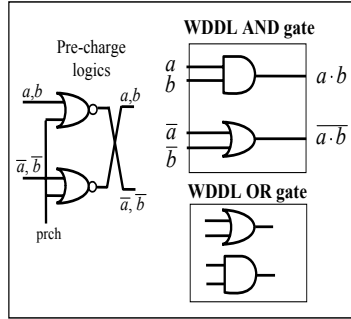 WDDL AND gate
Pre-charge
logics
a,b
a,b
a̅, b̅
a̅, b̅
prch
a
b
a · b
a̅
b̅
a̅ ̅·̅ ̅b̅
WDDL OR gate